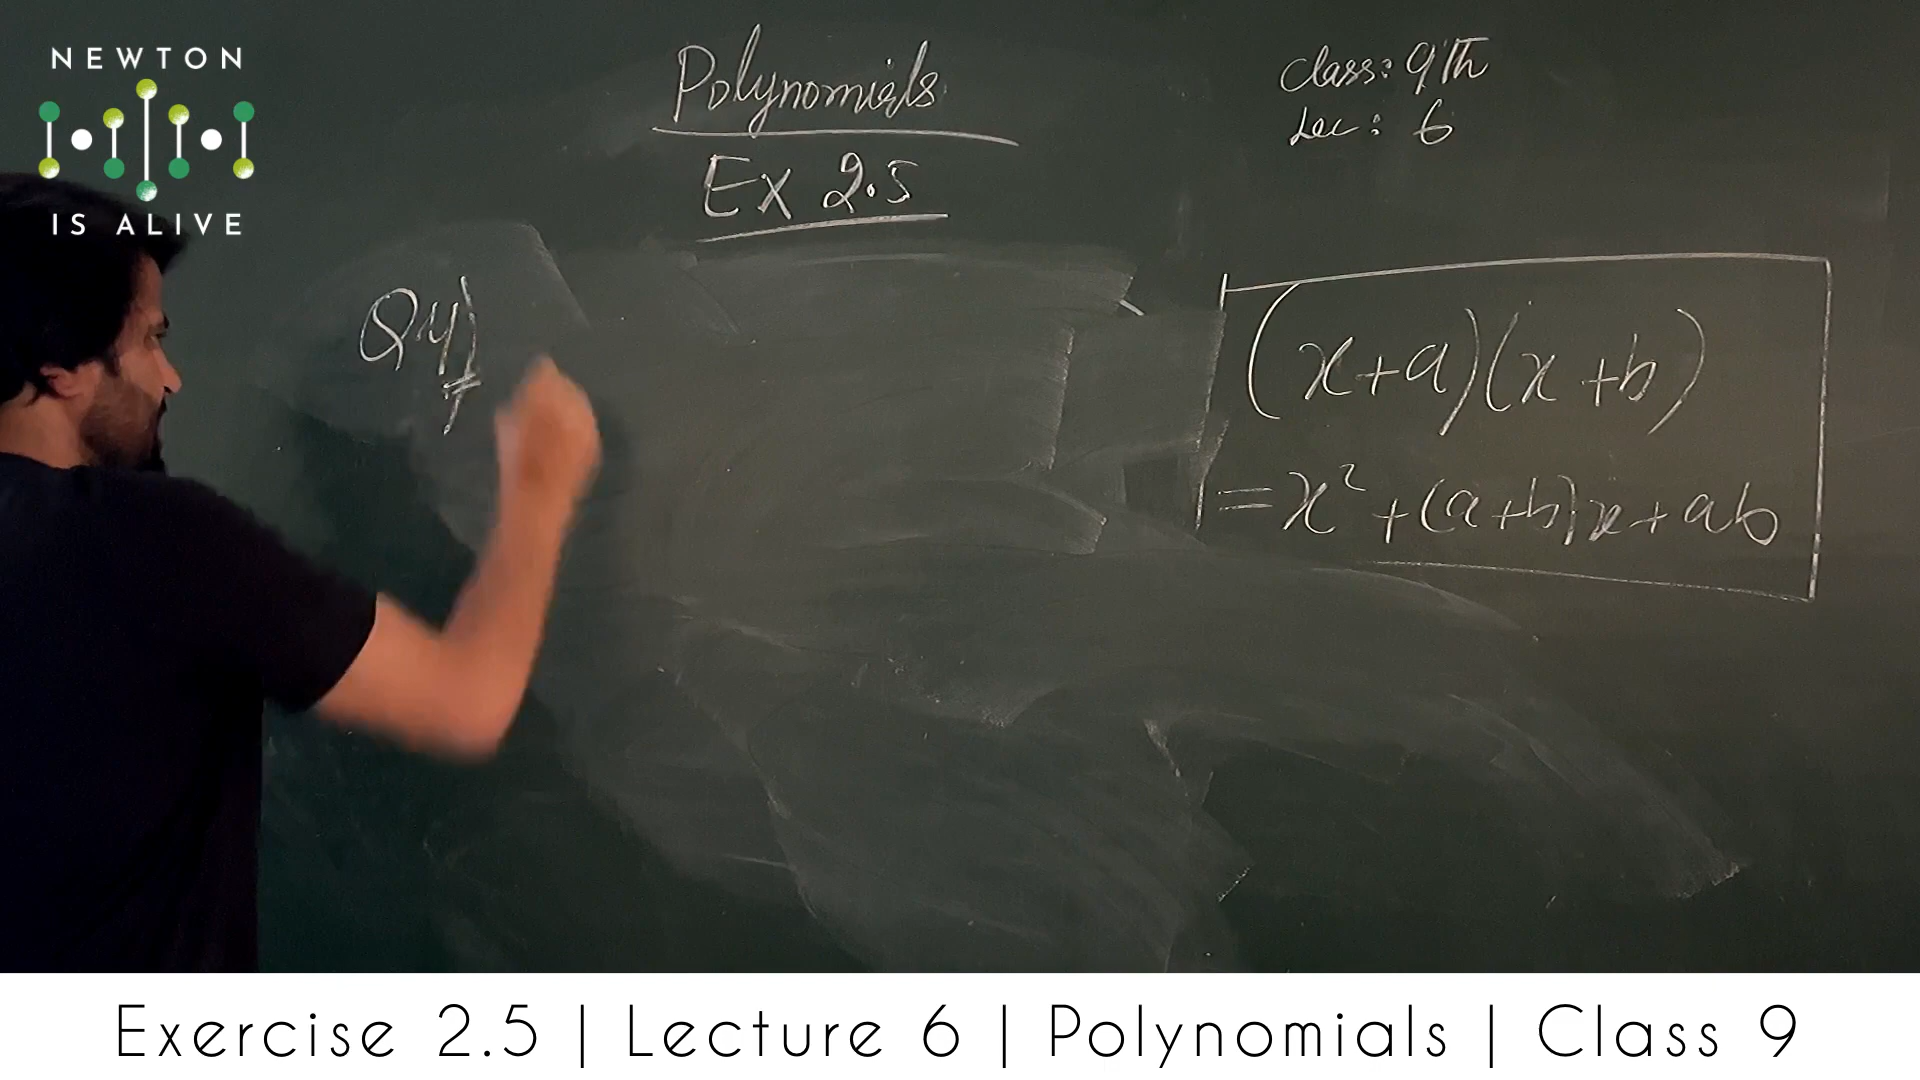 NEWTON
IS ALIVE
Polynomials
Ex 2.5
Class: 9th
Lec: 6
(x+a)(x+b)
= x² + (a+b)x + ab
Exercise 2.5 | Lecture 6 | Polynomials | Class 9